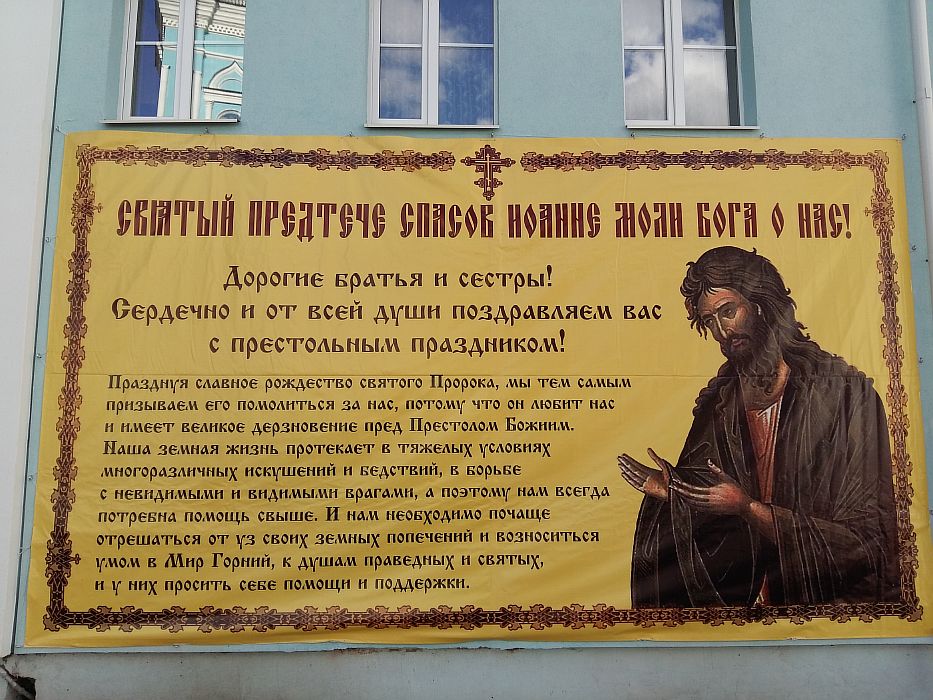 СВЯТЫЙ ПРЕДТЕЧЕ СПАСОВ ИОАННЕ МОЛИ БОГА О НАС!
Дорогие братья и сестры!
Сердечно и от всей души поздравляем вас
с престольным праздником!
Празднуя славное рождество святого Пророка, мы тем самым
призываем его помолиться за нас, потому что он любит нас
и имеет великое дерзновение пред Престолом Божиим.
Наша земная жизнь протекает в тяжелых условиях
многоразличных искушений и бедствий, в борьбе
с невидимыми и видимыми врагами, а поэтому нам всегда
потребна помощь свыше. И нам необходимо почаще
отрешаться от уз своих земных попечений и возноситься
умом в Мир Горний, к душам праведных и святых,
и у них просить себе помощи и поддержки.